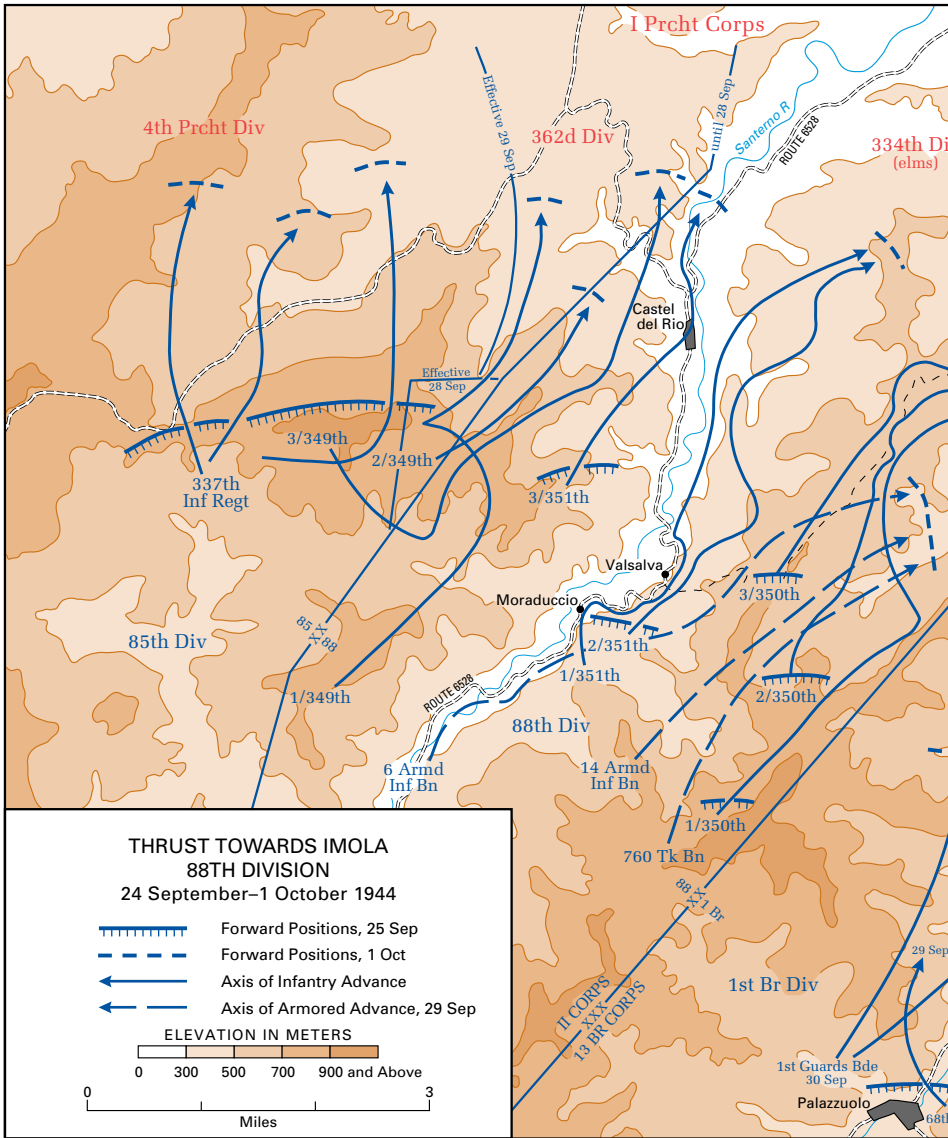 I Prcht Corps
Effective 29 Sep
until 28 Sep
Santerno R
ROUTE 6528
4th Prcht Div
362d Div
334th Di
(elms)
Castel
del Rio
Effective
28 Sep
3/349th
2/349th
337th
Inf Regt
3/351th
Valsalva
Moraduccio
3/350th
85th Div
85 XX 88
2/351th
1/351th
1/349th
ROUTE 6528
2/350th
88th Div
6 Armd
Inf Bn
14 Armd
Inf Bn
1/350th
760 Tk Bn
88 XX 1 Br
THRUST TOWARDS IMOLA
88TH DIVISION
24 September–1 October 1944
Forward Positions, 25 Sep
Forward Positions, 1 Oct
Axis of Infantry Advance
Axis of Armored Advance, 29 Sep
ELEVATION IN METERS
0 300 500 700 900 and Above
0 3
Miles
II CORPS
XXX
13 BR CORPS
1st Br Div
29 Sep
1st Guards Bde
30 Sep
Palazzuolo
68th